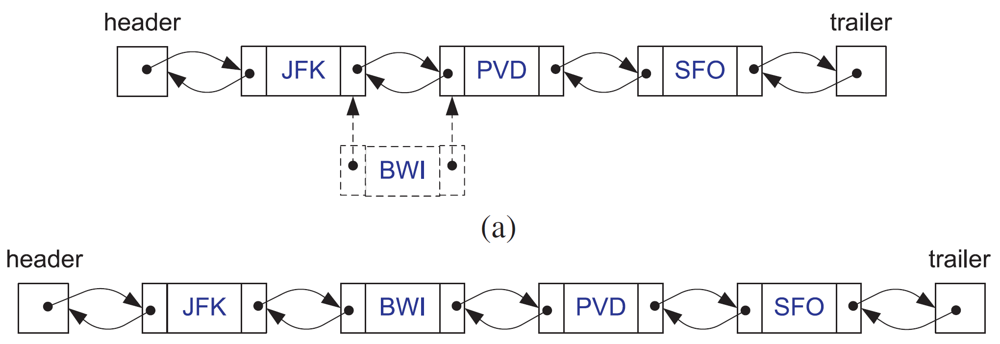 header trailer
JFK PVD SFO
BWI
(a)
header trailer
JFK BWI PVD SFO